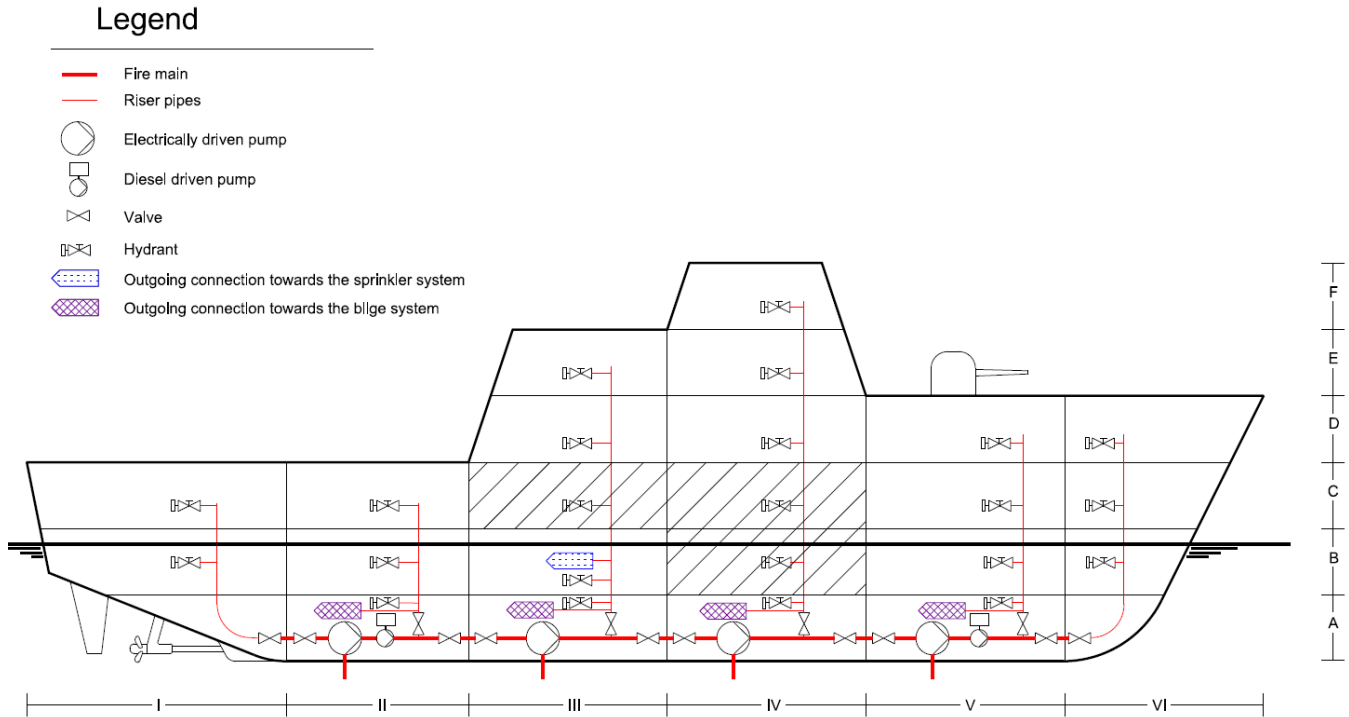 Legend
Fire main
Riser pipes
Electrically driven pump
Diesel driven pump
Valve
Hydrant
Outgoing connection towards the sprinkler system
Outgoing connection towards the bilge system
F
E
D
C
B
A
I II III IV V VI